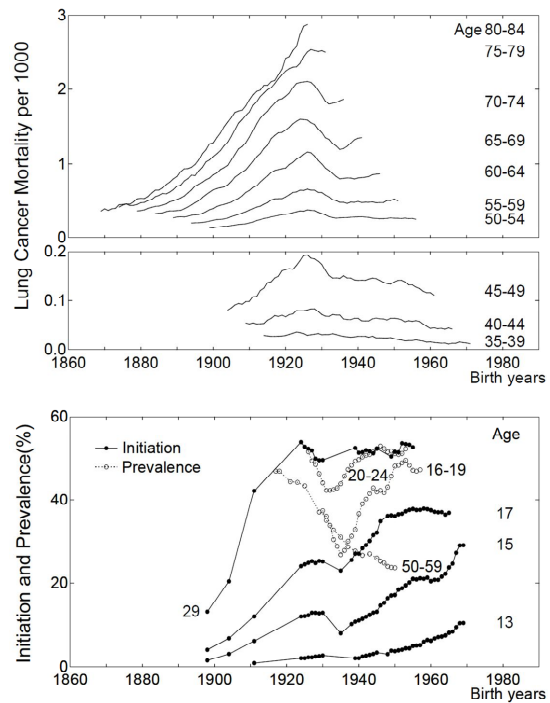 Lung Cancer Mortality per 1000
3
2
1
0
Age 80-84
75-79
70-74
65-69
60-64
55-59
50-54
0.2
0.1
0.0
45-49
40-44
35-39
1860 1880 1900 1920 1940 1960 1980
Birth years
Initiation and Prevalence(%)
60
40
20
0
Initiation
Prevalence
Age
20-24
16-19
17
15
50-59
29
13
1860 1880 1900 1920 1940 1960 1980
Birth years